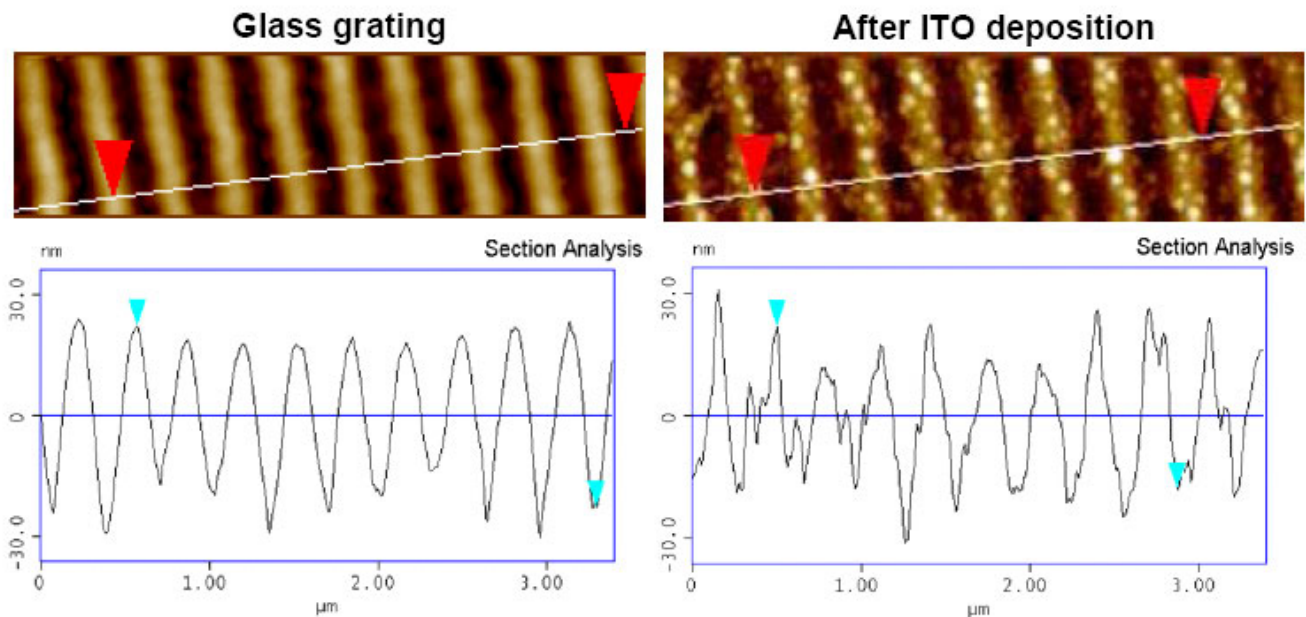 Glass grating
After ITO deposition
nm
Section Analysis
30.0
0
-30.0
0
1.00
2.00
3.00
µm
nm
Section Analysis
30.0
0
-30.0
0
1.00
2.00
3.00
µm